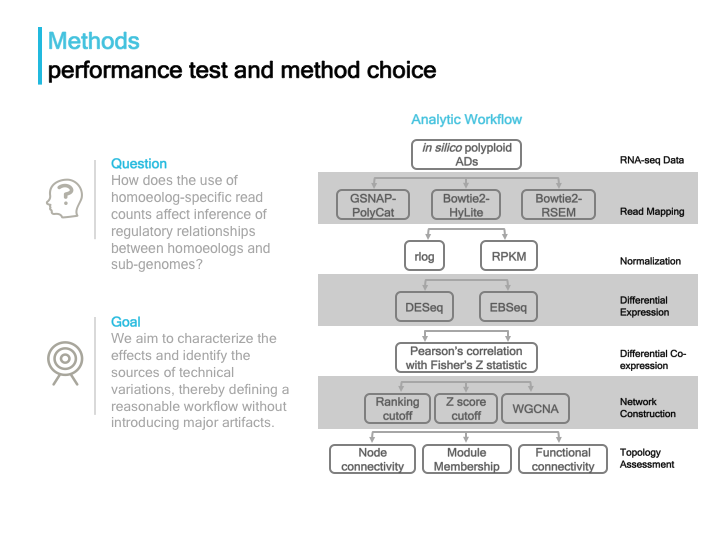 Methods
performance test and method choice
Question
How does the use of
homoeolog-specific read
counts affect inference of
regulatory relationships
between homoeologs and
sub-genomes?
Goal
We aim to characterize the
effects and identify the
sources of technical
variations, thereby defining a
reasonable workflow without
introducing major artifacts.
Analytic Workflow
in silico polyploid
ADs
RNA-seq Data
GSNAP-
PolyCat
Bowtie2-
HyLite
Bowtie2-
RSEM
Read Mapping
rlog
RPKM
Normalization
DESeq
EBSeq
Differential
Expression
Pearson's correlation
with Fisher's Z statistic
Differential Co-
expression
Ranking
cutoff
Z score
cutoff
WGCNA
Network
Construction
Node
connectivity
Module
Membership
Functional
connectivity
Topology
Assessment
?